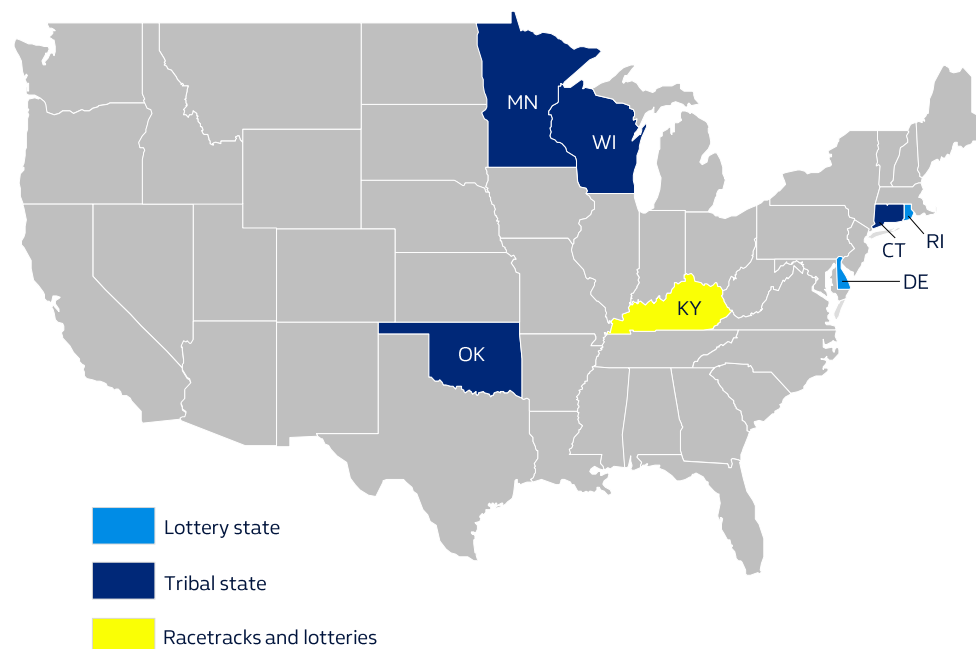 MN
WI
RI
CT
DE
KY
OK
Lottery state
Tribal state
Racetracks and lotteries